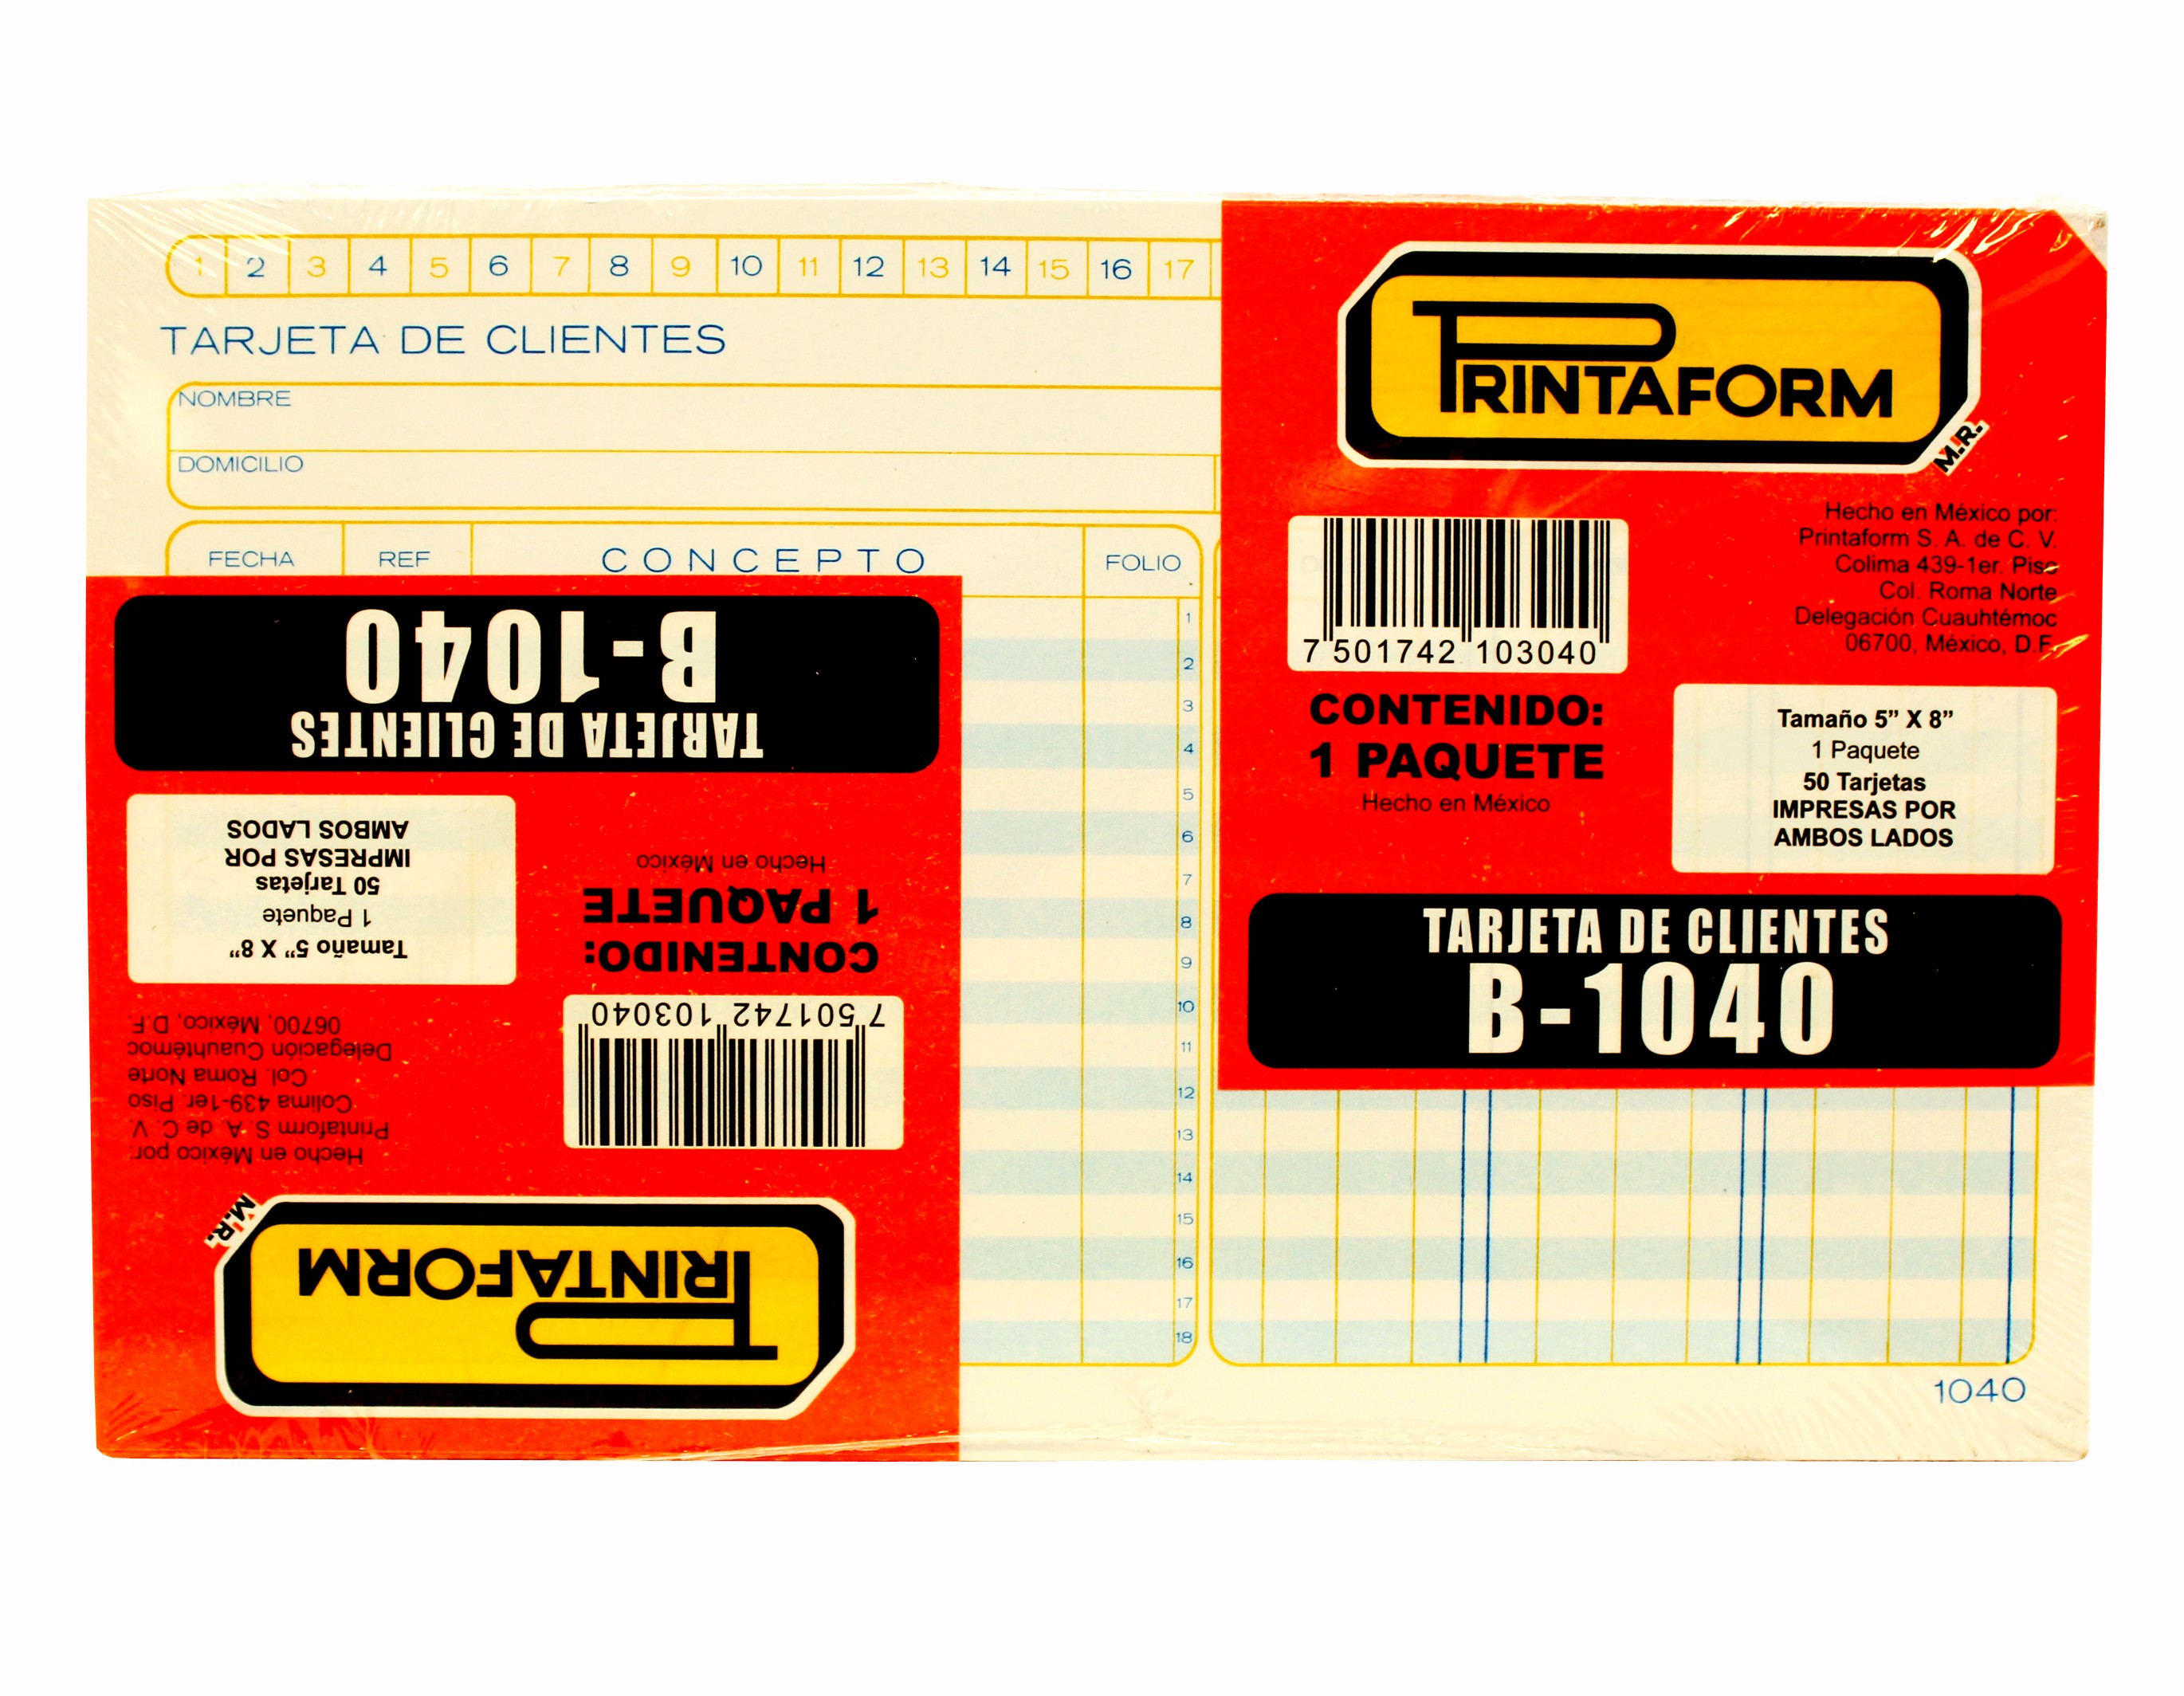 1 2 3 4 5 6 7 8 9 10 11 12 13 14 15 16 17
TARJETA DE CLIENTES
NOMBRE
DOMICILIO
FECHA REF CONCEPTO FOLIO
1
2
3
4
5
6
7
8
9
10
11
12
13
14
15
16
17
18
1040
PRINTAFORM
M.R.
Hecho en México por:
Printaform S. A. de C. V.
Colima 439-1er. Piso
Col. Roma Norte
Delegación Cuauhtémoc
06700, México, D.F.
7 501742 103040
CONTENIDO:
1 PAQUETE
Hecho en México
Tamaño 5” X 8”
1 Paquete
50 Tarjetas
IMPRESAS POR
AMBOS LADOS
TARJETA DE CLIENTES
B-1040
PRINTAFORM
M.R.
Hecho en México por:
Printaform S. A. de C. V.
Colima 439-1er. Piso
Col. Roma Norte
Delegación Cuauhtémoc
06700, México, D.F.
7 501742 103040
CONTENIDO:
1 PAQUETE
Hecho en México
Tamaño 5” X 8”
1 Paquete
50 Tarjetas
IMPRESAS POR
AMBOS LADOS
TARJETA DE CLIENTES
B-1040